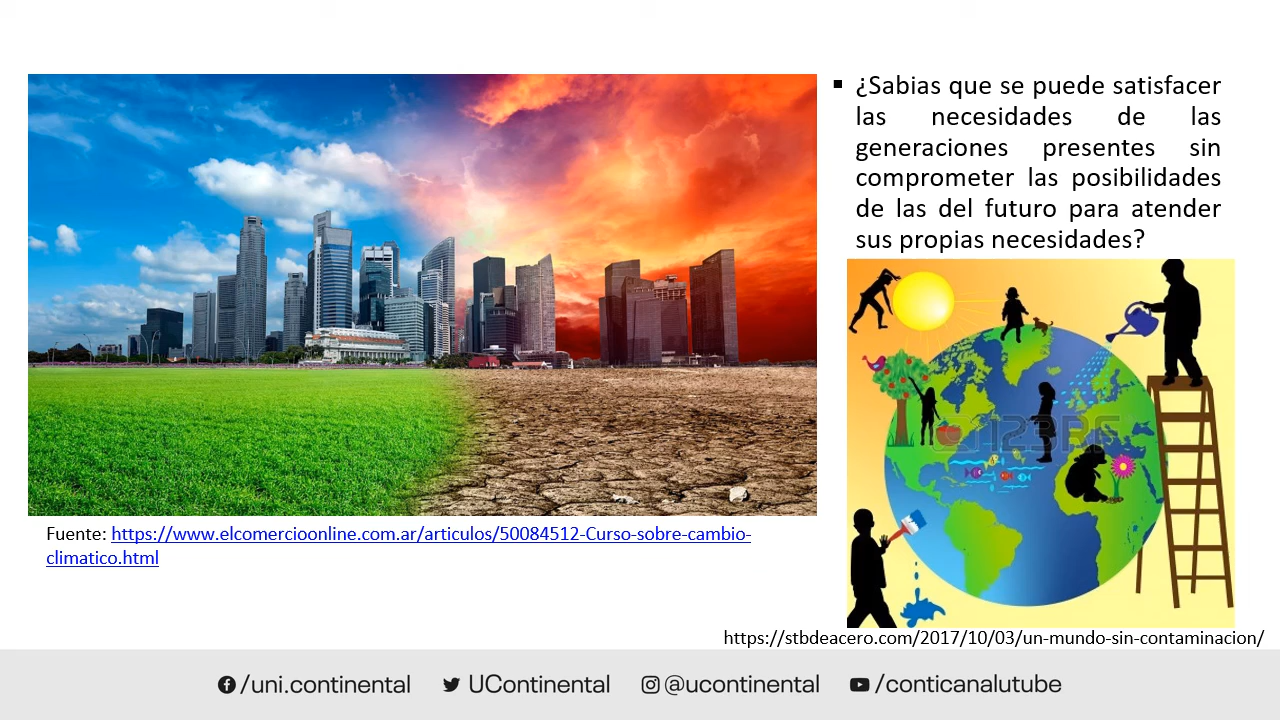 ▪ ¿Sabias que se puede satisfacer
las necesidades de las
generaciones presentes sin
comprometer las posibilidades
de las del futuro para atender
sus propias necesidades?
Fuente: https://www.elcomercioonline.com.ar/articulos/50084512-Curso-sobre-cambio-
climatico.html
123RF
https://stbdeacero.com/2017/10/03/un-mundo-sin-contaminacion/
/uni.continental UContinental @ucontinental /conticanalutube